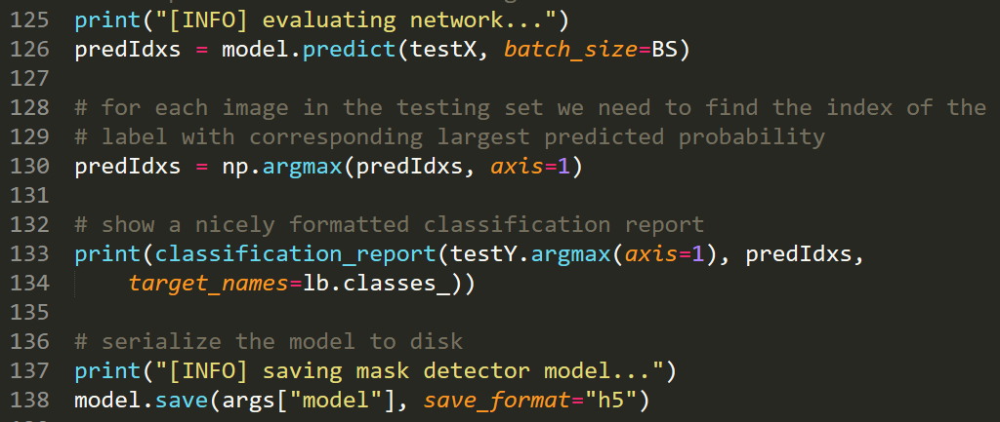 125 print("[INFO] evaluating network...")
126 predIdxs = model.predict(testX, batch_size=BS)
127
128 # for each image in the testing set we need to find the index of the
129 # label with corresponding largest predicted probability
130 predIdxs = np.argmax(predIdxs, axis=1)
131
132 # show a nicely formatted classification report
133 print(classification_report(testY.argmax(axis=1), predIdxs,
134     target_names=lb.classes_))
135
136 # serialize the model to disk
137 print("[INFO] saving mask detector model...")
138 model.save(args["model"], save_format="h5")